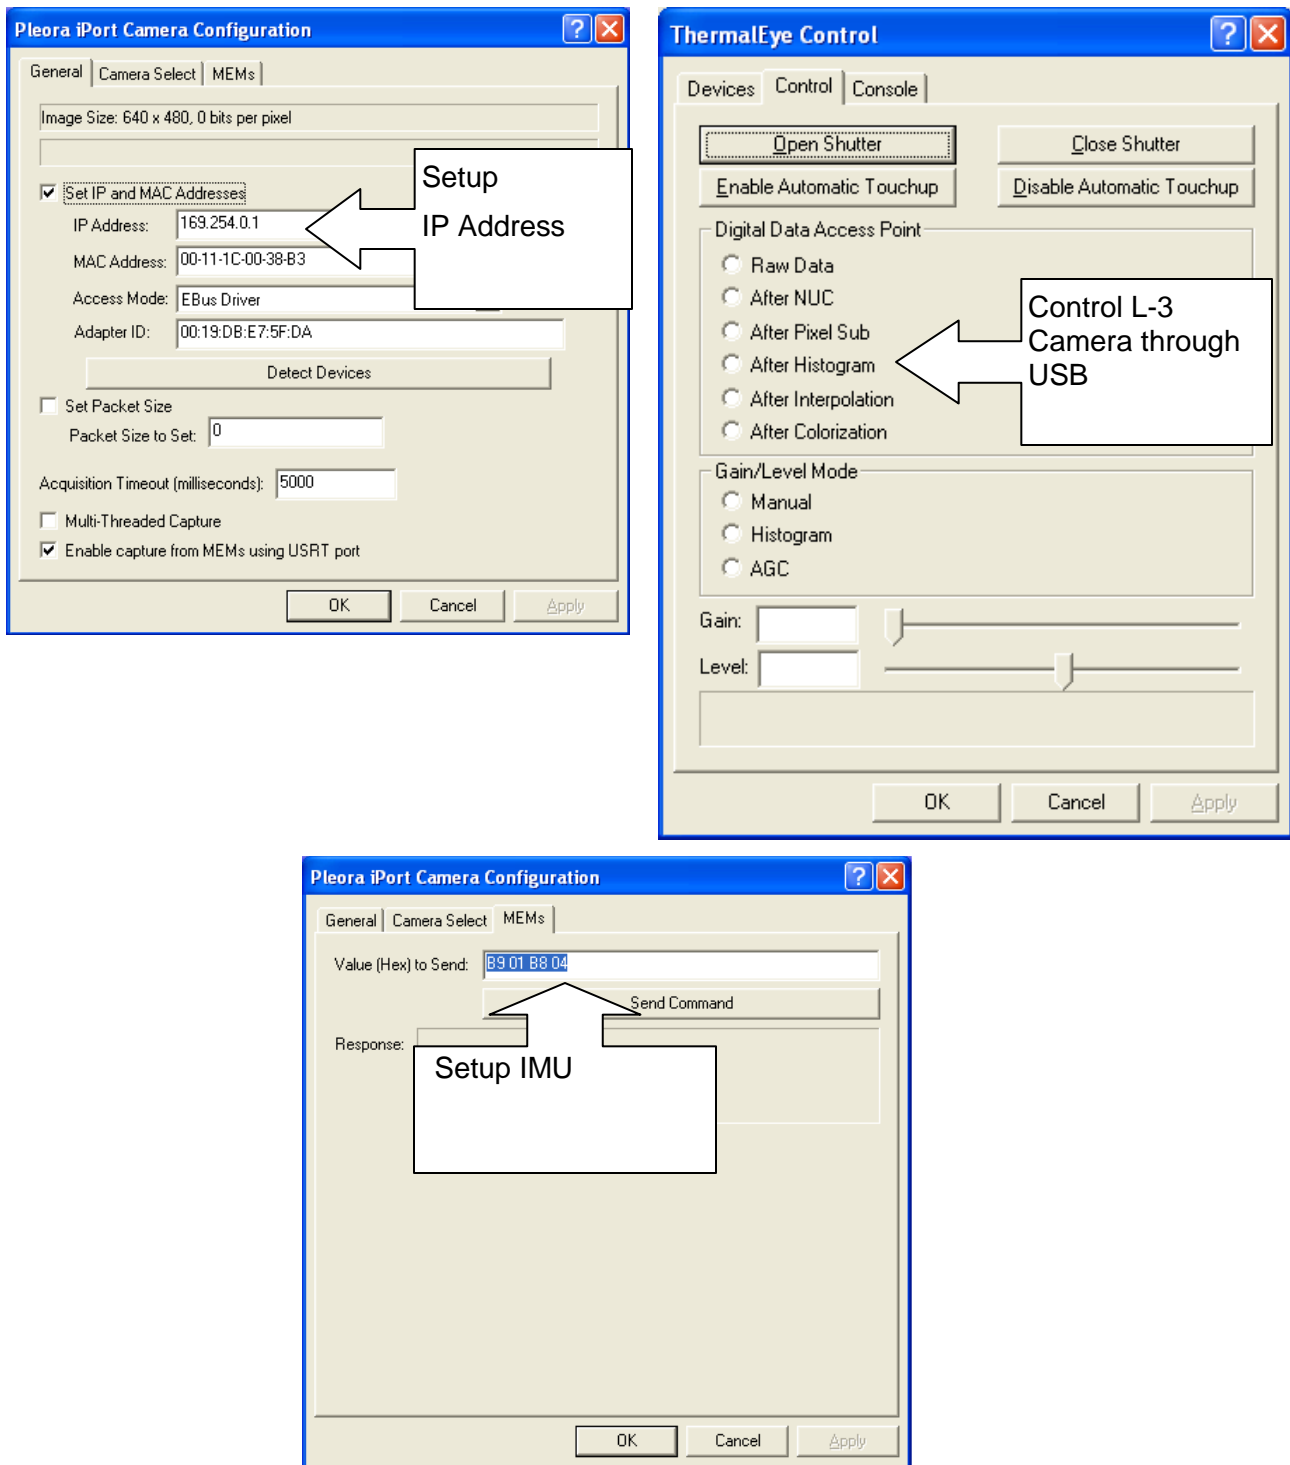 Pleora iPort Camera Configuration
General Camera Select MEMs
Image Size: 640 x 480, 0 bits per pixel
Set IP and MAC Addresses
IP Address: 169.254.0.1
MAC Address: 00-11-1C-00-38-B3
Access Mode: EBus Driver
Adapter ID: 00:19:DB:E7:5F:DA
Detect Devices
Set Packet Size
Packet Size to Set: 0
Acquisition Timeout (milliseconds): 5000
Multi-Threaded Capture
Enable capture from MEMs using USRT port
OK Cancel Apply
Setup
IP Address
ThermalEye Control
Devices Control Console
Open Shutter Close Shutter
Enable Automatic Touchup Disable Automatic Touchup
Digital Data Access Point
Raw Data
After NUC
After Pixel Sub
After Histogram
After Interpolation
After Colorization
Control L-3
Camera through
USB
Gain/Level Mode
Manual
Histogram
AGC
Gain:
Level:
OK Cancel Apply
Pleora iPort Camera Configuration
General Camera Select MEMs
Value (Hex) to Send: B9 01 B8 04
Send Command
Response:
Setup IMU
OK Cancel Apply